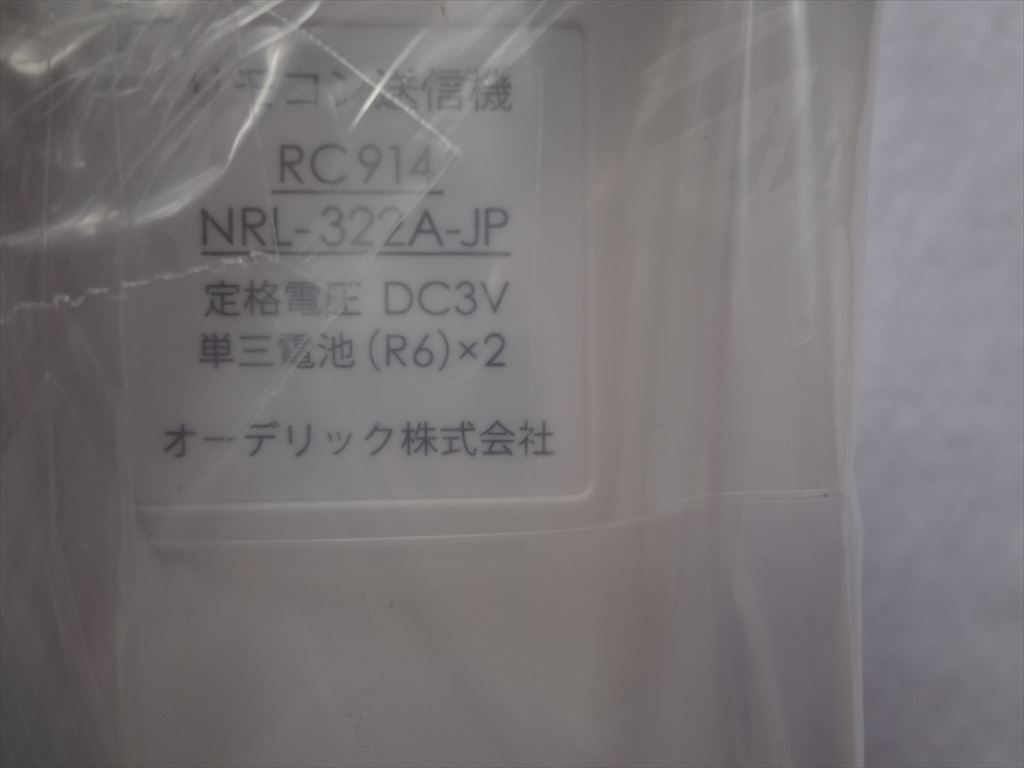 リモコン送信機
RC914
NRL-322A-JP
定格電圧 DC3V
単三電池(R6)×2
オーデリック株式会社